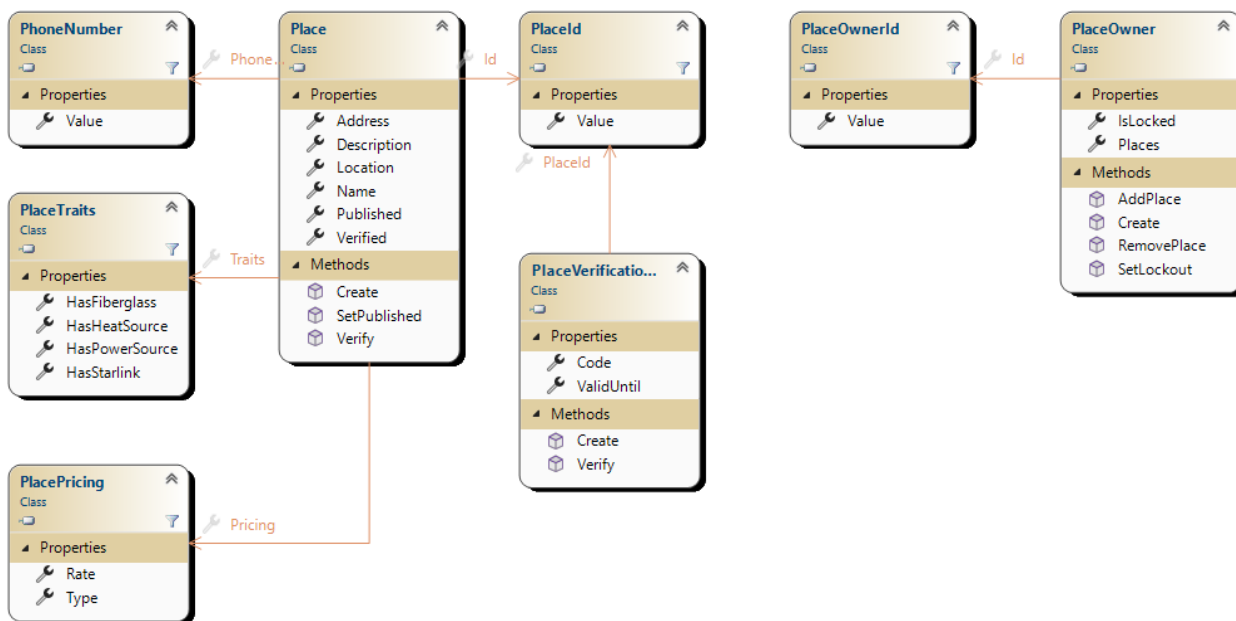 PhoneNumber
Class
Properties
Value
Phone...
Place
Class
Properties
Address
Description
Location
Name
Published
Verified
Methods
Create
SetPublished
Verify
Id
PlaceId
Class
Properties
Value
PlaceOwnerId
Class
Properties
Value
Id
PlaceOwner
Class
Properties
IsLocked
Places
Methods
AddPlace
Create
RemovePlace
SetLockout
PlaceTraits
Class
Properties
HasFiberglass
HasHeatSource
HasPowerSource
HasStarlink
Traits
PlaceId
PlaceVerificatio...
Class
Properties
Code
ValidUntil
Methods
Create
Verify
PlacePricing
Class
Properties
Rate
Type
Pricing